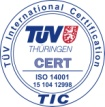 TÜV International Certification
TÜV
THÜRINGEN
CERT
ISO 14001
15 104 12998
TIC